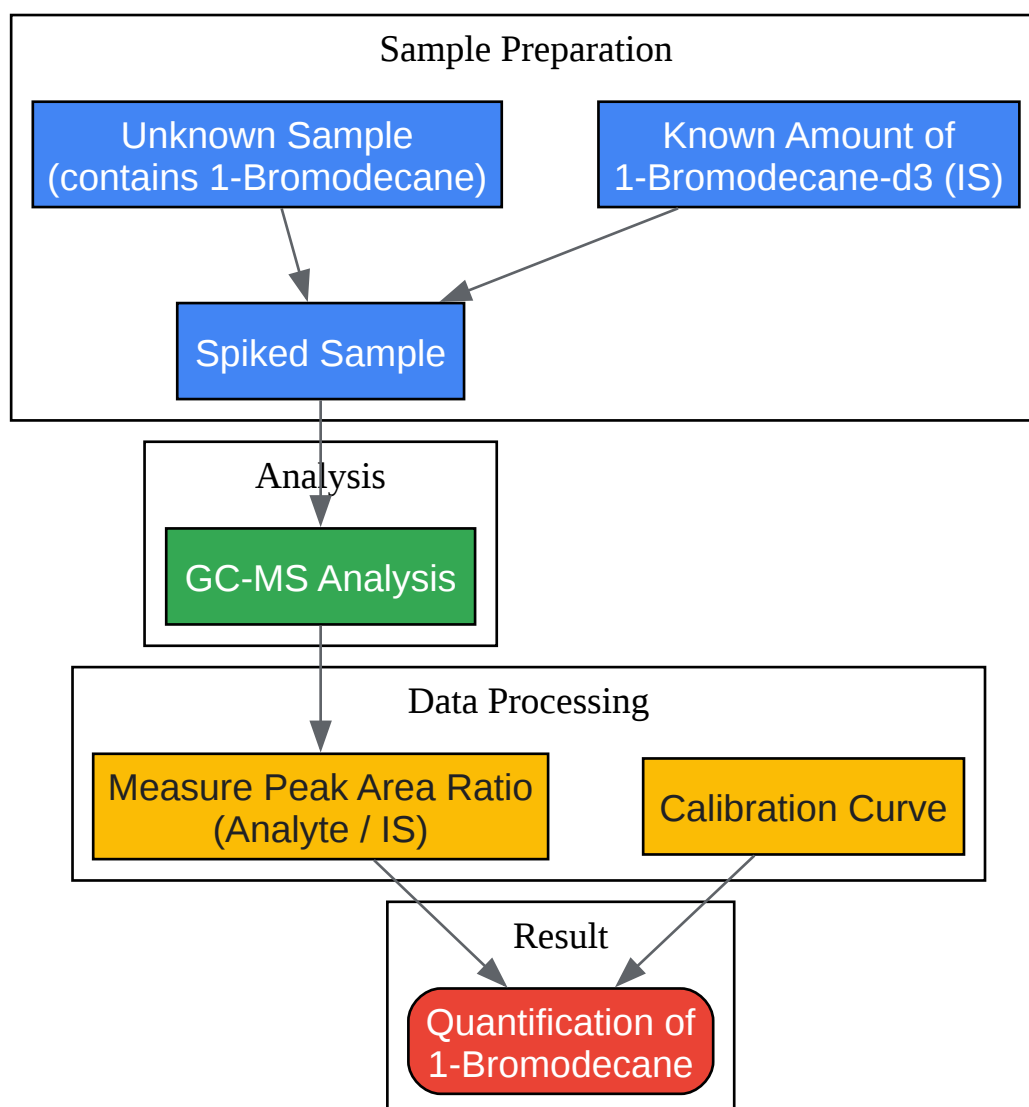 Sample Preparation
Unknown Sample
(contains 1-Bromodecane)
Known Amount of
1-Bromodecane-d3 (IS)
Spiked Sample
Analysis
GC-MS Analysis
Data Processing
Measure Peak Area Ratio
(Analyte / IS)
Calibration Curve
Result
Quantification of
1-Bromodecane